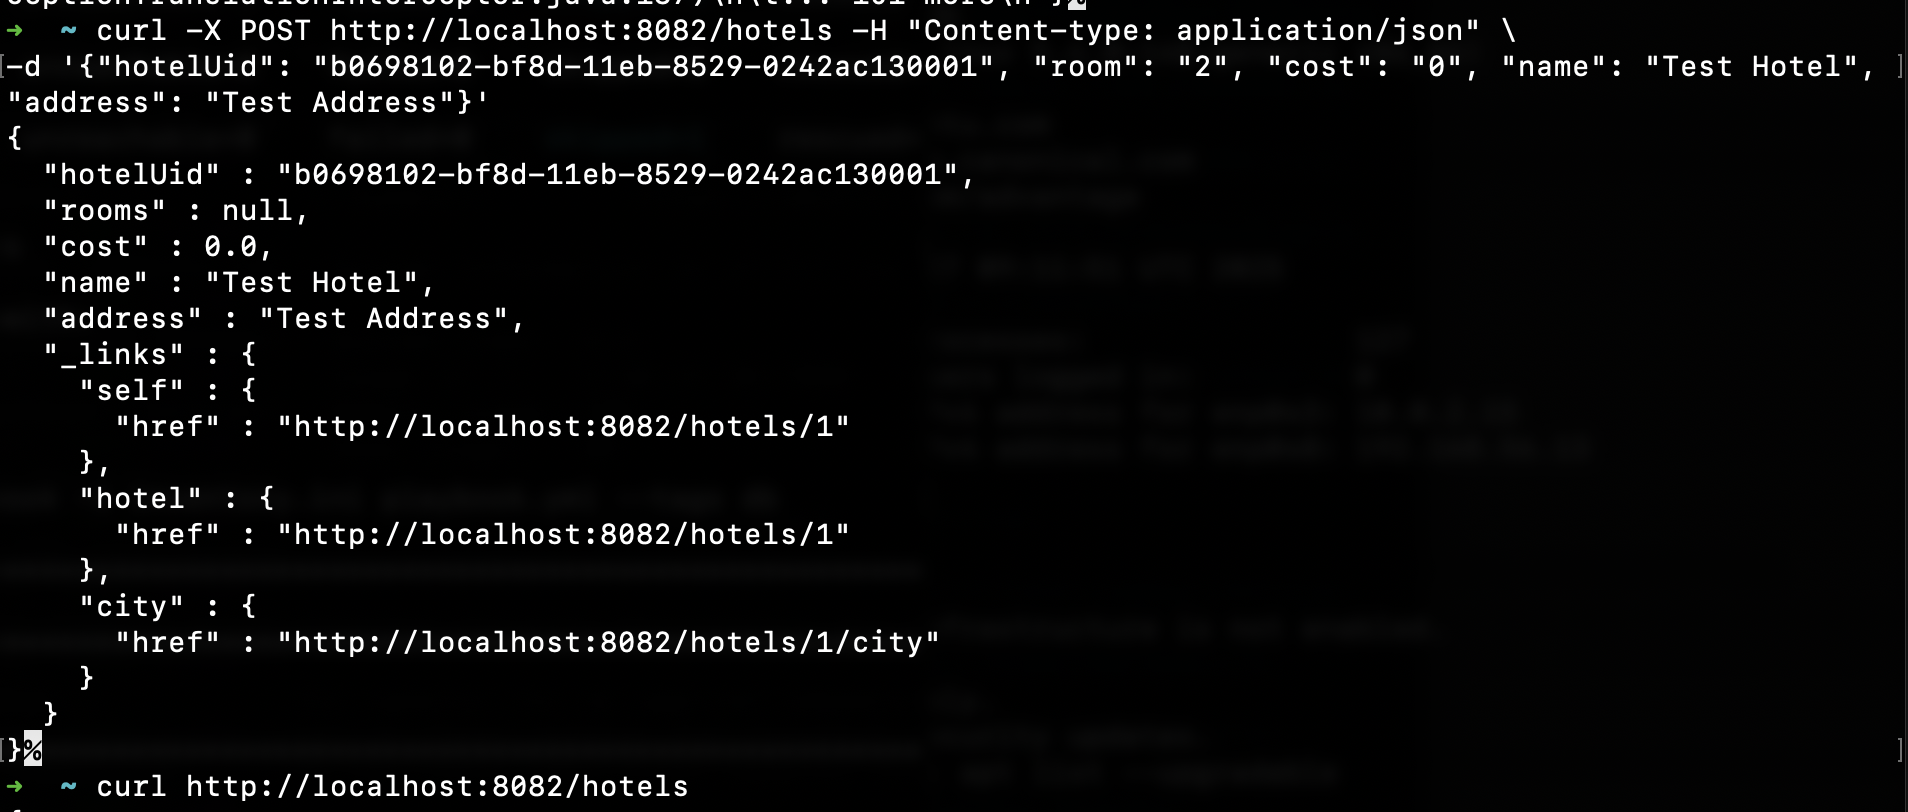 ➜  ~ curl -X POST http://localhost:8082/hotels -H "Content-type: application/json" \
-d '{"hotelUid": "b0698102-bf8d-11eb-8529-0242ac130001", "room": "2", "cost": "0", "name": "Test Hotel",
"address": "Test Address"}'
{
  "hotelUid" : "b0698102-bf8d-11eb-8529-0242ac130001",
  "rooms" : null,
  "cost" : 0.0,
  "name" : "Test Hotel",
  "address" : "Test Address",
  "_links" : {
    "self" : {
      "href" : "http://localhost:8082/hotels/1"
    },
    "hotel" : {
      "href" : "http://localhost:8082/hotels/1"
    },
    "city" : {
      "href" : "http://localhost:8082/hotels/1/city"
    }
  }
}%
➜  ~ curl http://localhost:8082/hotels